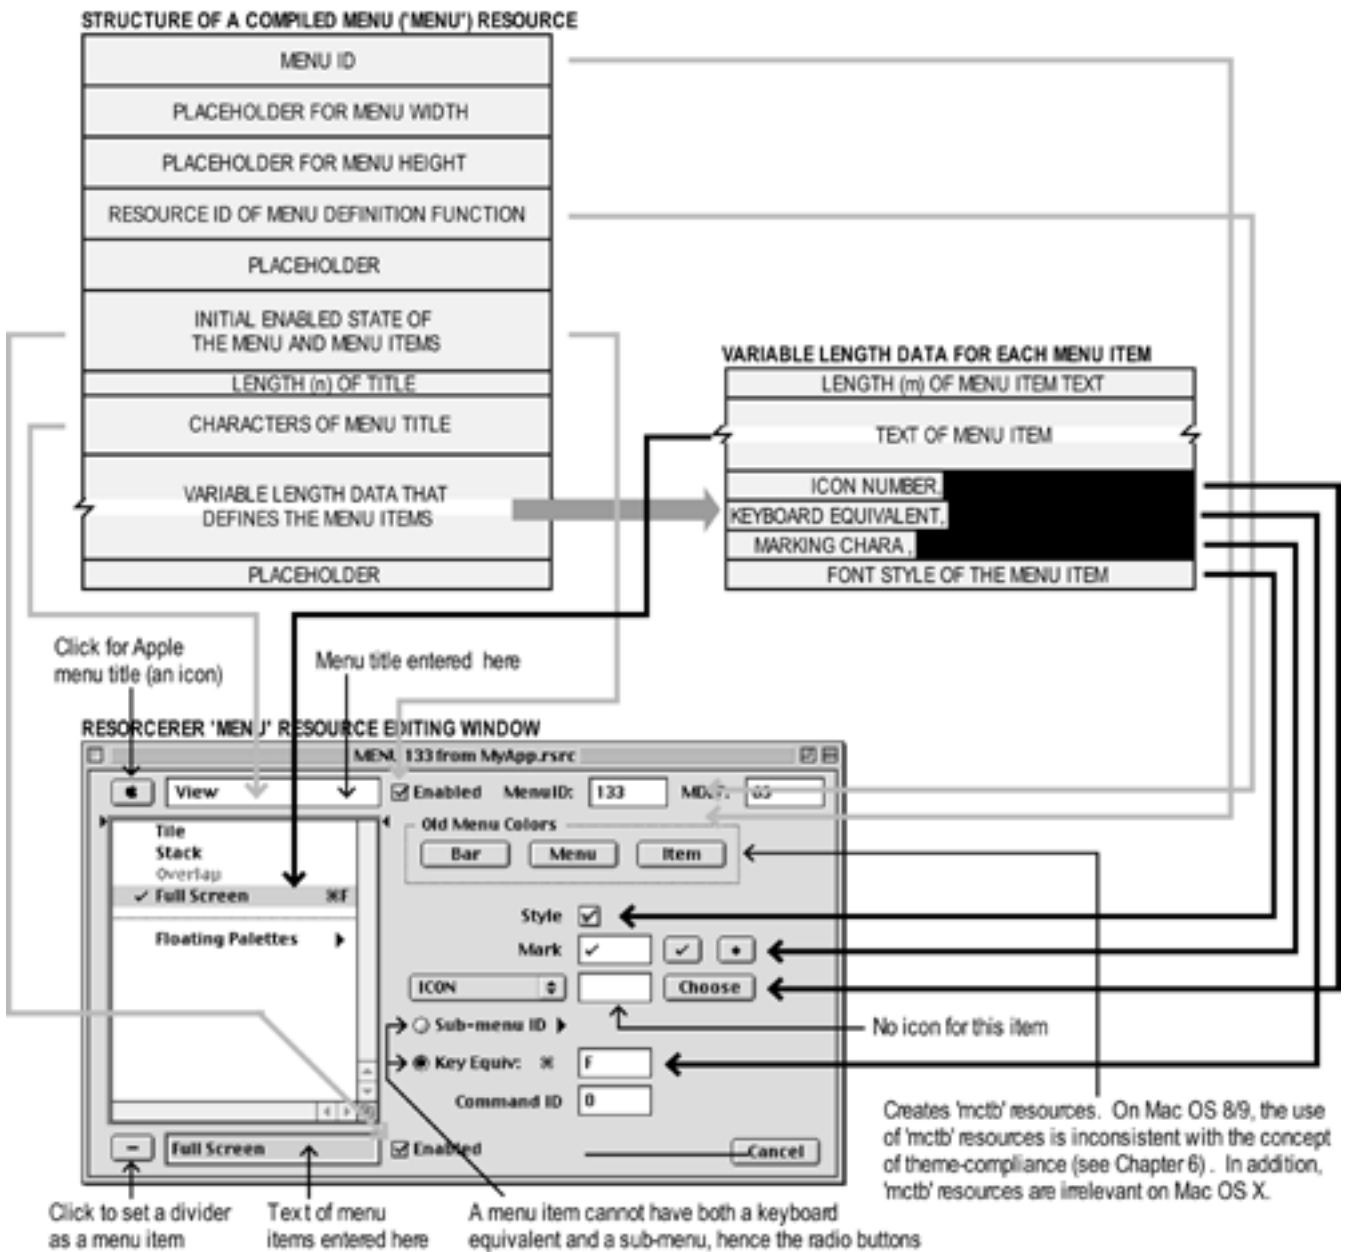 STRUCTURE OF A COMPILED MENU ('MENU') RESOURCE
MENU ID
PLACEHOLDER FOR MENU WIDTH
PLACEHOLDER FOR MENU HEIGHT
RESOURCE ID OF MENU DEFINITION FUNCTION
PLACEHOLDER
INITIAL ENABLED STATE OF
THE MENU AND MENU ITEMS
LENGTH (n) OF TITLE
CHARACTERS OF MENU TITLE
VARIABLE LENGTH DATA THAT
DEFINES THE MENU ITEMS
PLACEHOLDER
VARIABLE LENGTH DATA FOR EACH MENU ITEM
LENGTH (m) OF MENU ITEM TEXT
TEXT OF MENU ITEM
ICON NUMBER,
KEYBOARD EQUIVALENT,
MARKING CHARA ,
FONT STYLE OF THE MENU ITEM
Click for Apple
menu title (an icon)
Menu title entered here
RESORCERER 'MENU' RESOURCE EDITING WINDOW
MENU 133 from MyApp.rsrc
View
Enabled MenuID: 133
Old Menu Colors
Bar Menu Item
Tile
Stack
Overlap
✓ Full Screen ⌘F
Floating Palettes
Style
Mark ✓ ✓ •
ICON Choose
Sub-menu ID
Key Equiv: ⌘ F
Command ID 0
Full Screen
Enabled
Cancel
No icon for this item
Creates 'mctb' resources. On Mac OS 8/9, the use
of 'mctb' resources is inconsistent with the concept
of theme-compliance (see Chapter 6) . In addition,
'mctb' resources are irrelevant on Mac OS X.
Click to set a divider
as a menu item
Text of menu
items entered here
A menu item cannot have both a keyboard
equivalent and a sub-menu, hence the radio buttons